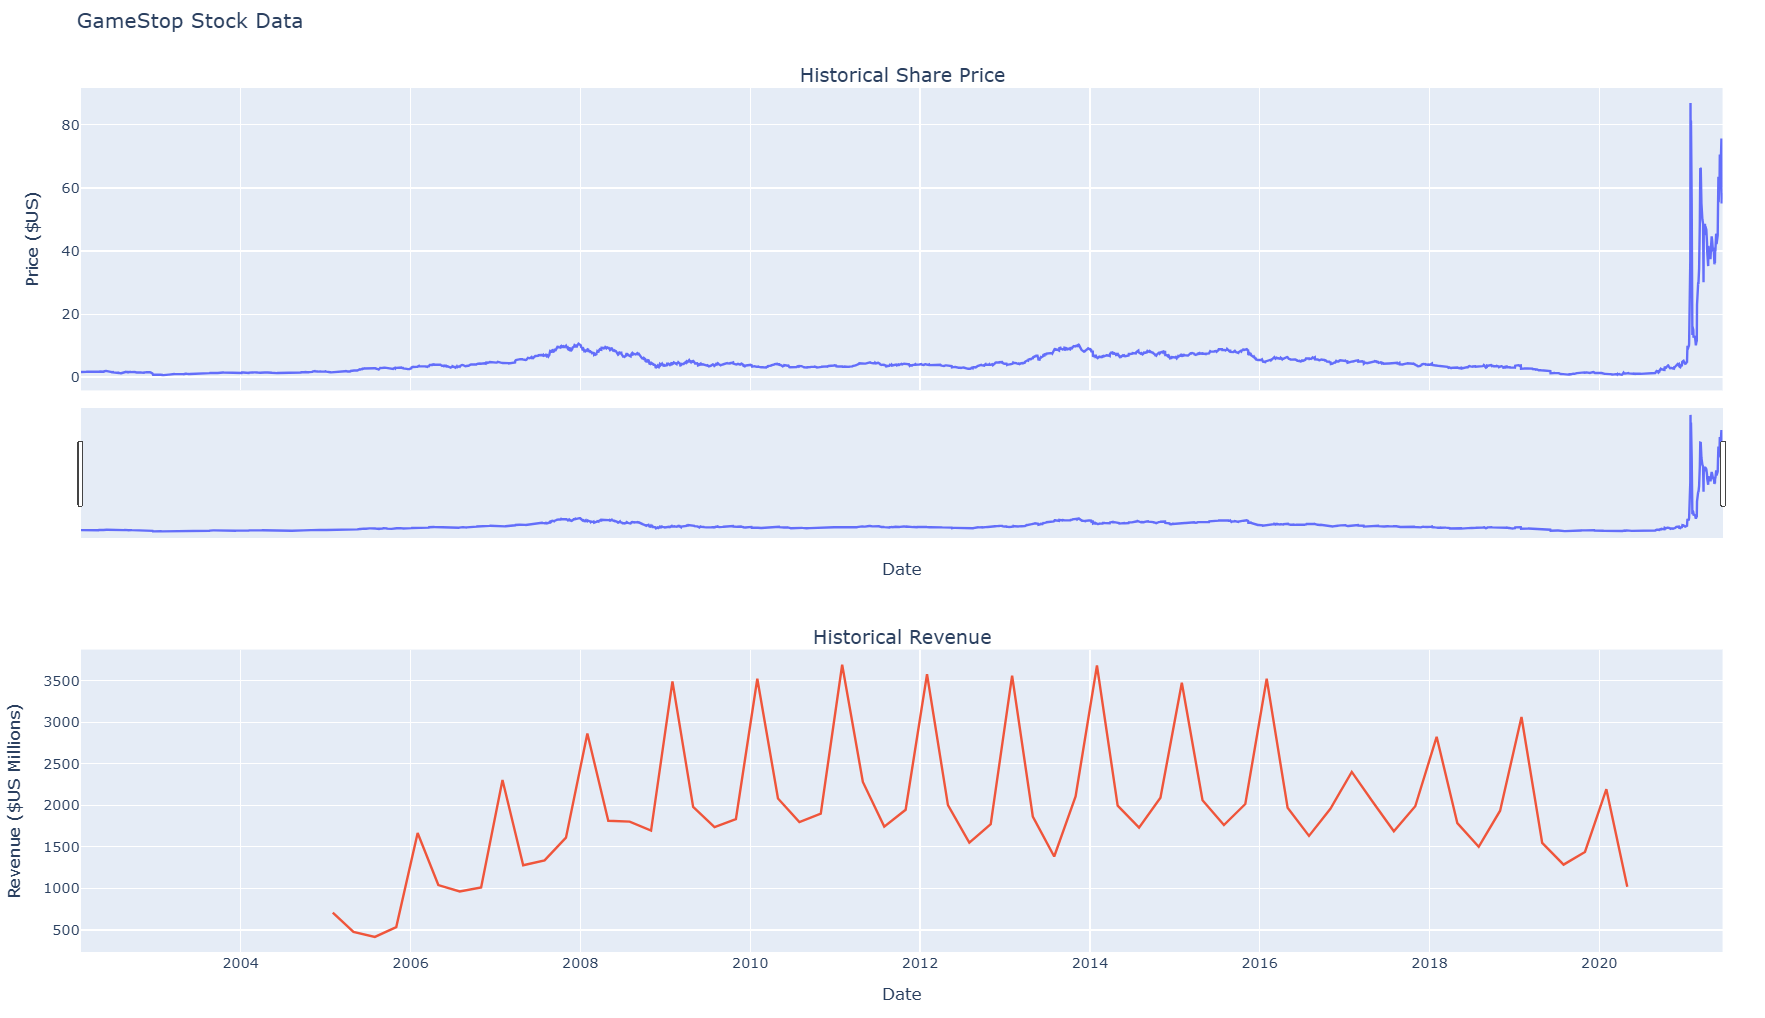 GameStop Stock Data
Historical Share Price
Price ($US)
80
60
40
20
0
Date
Historical Revenue
Revenue ($US Millions)
3500
3000
2500
2000
1500
1000
500
2004 2006 2008 2010 2012 2014 2016 2018 2020
Date